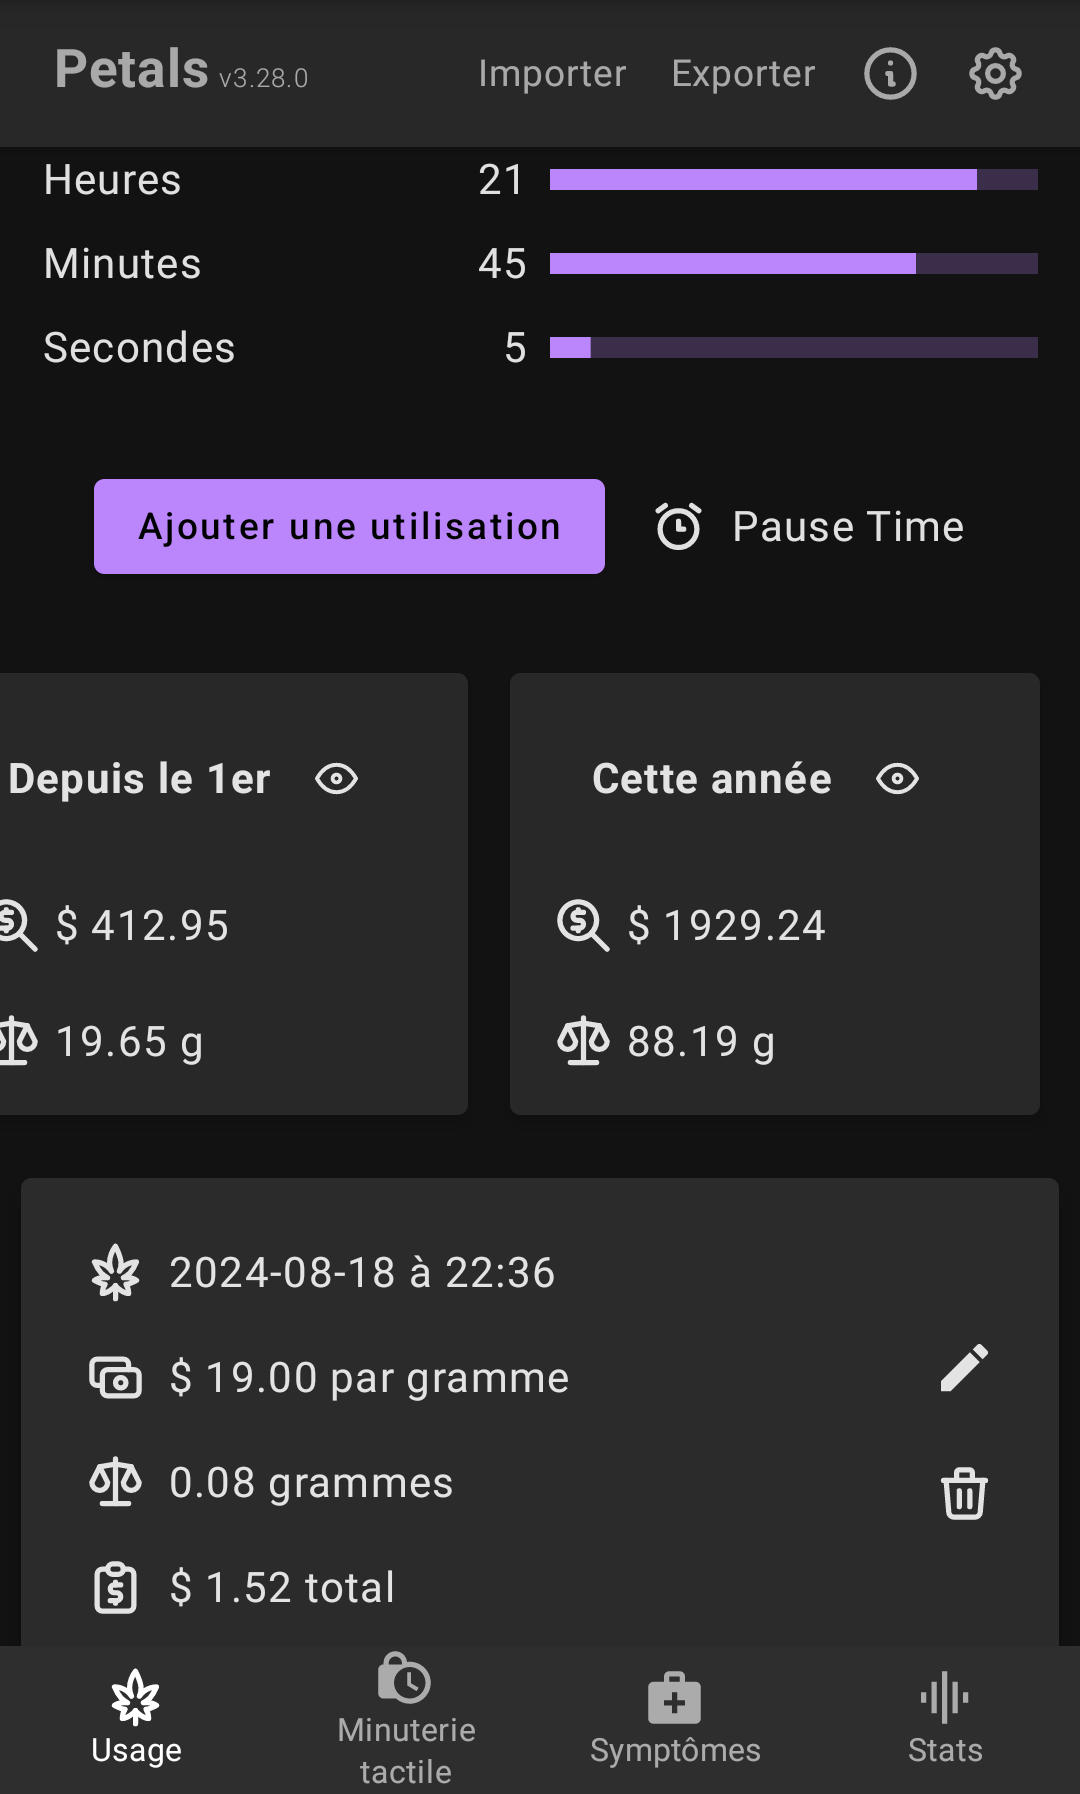 Petals v3.28.0 Importer Exporter
Heures 21
Minutes 45
Secondes 5
Ajouter une utilisation Pause Time
Depuis le 1er
$ 412.95
19.65 g
Cette année
$ 1929.24
88.19 g
2024-08-18 à 22:36
$ 19.00 par gramme
0.08 grammes
$ 1.52 total
Usage
Minuterie
tactile
Symptômes
Stats